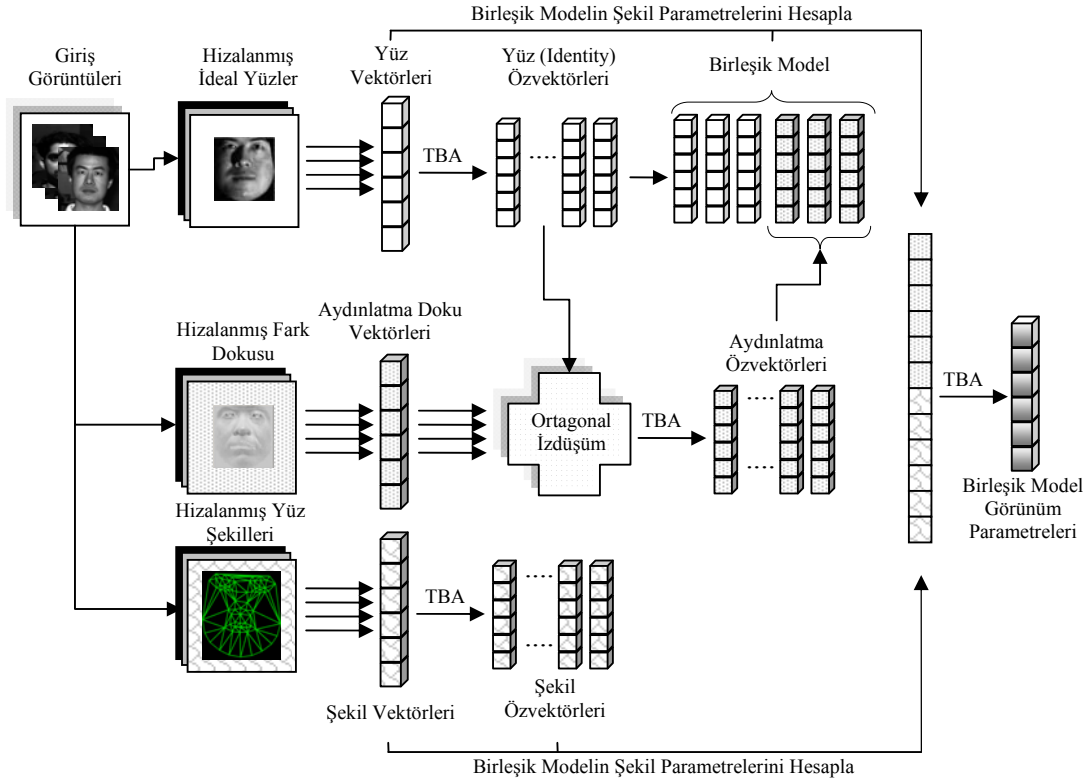 Birleşik Modelin Şekil Parametrelerini Hesapla
Giriş
Görüntüleri
Hizalanmış
İdeal Yüzler
Yüz
Vektörleri
Yüz (Identity)
Özvektörleri
Birleşik Model
TBA
Hizalanmış Fark
Dokusu
Aydınlatma Doku
Vektörleri
Ortagonal
İzdüşüm
TBA
Aydınlatma
Özvektörleri
TBA
Birleşik Model
Görünüm
Parametreleri
Hizalanmış Yüz
Şekilleri
TBA
Şekil Vektörleri
Şekil
Özvektörleri
Birleşik Modelin Şekil Parametrelerini Hesapla